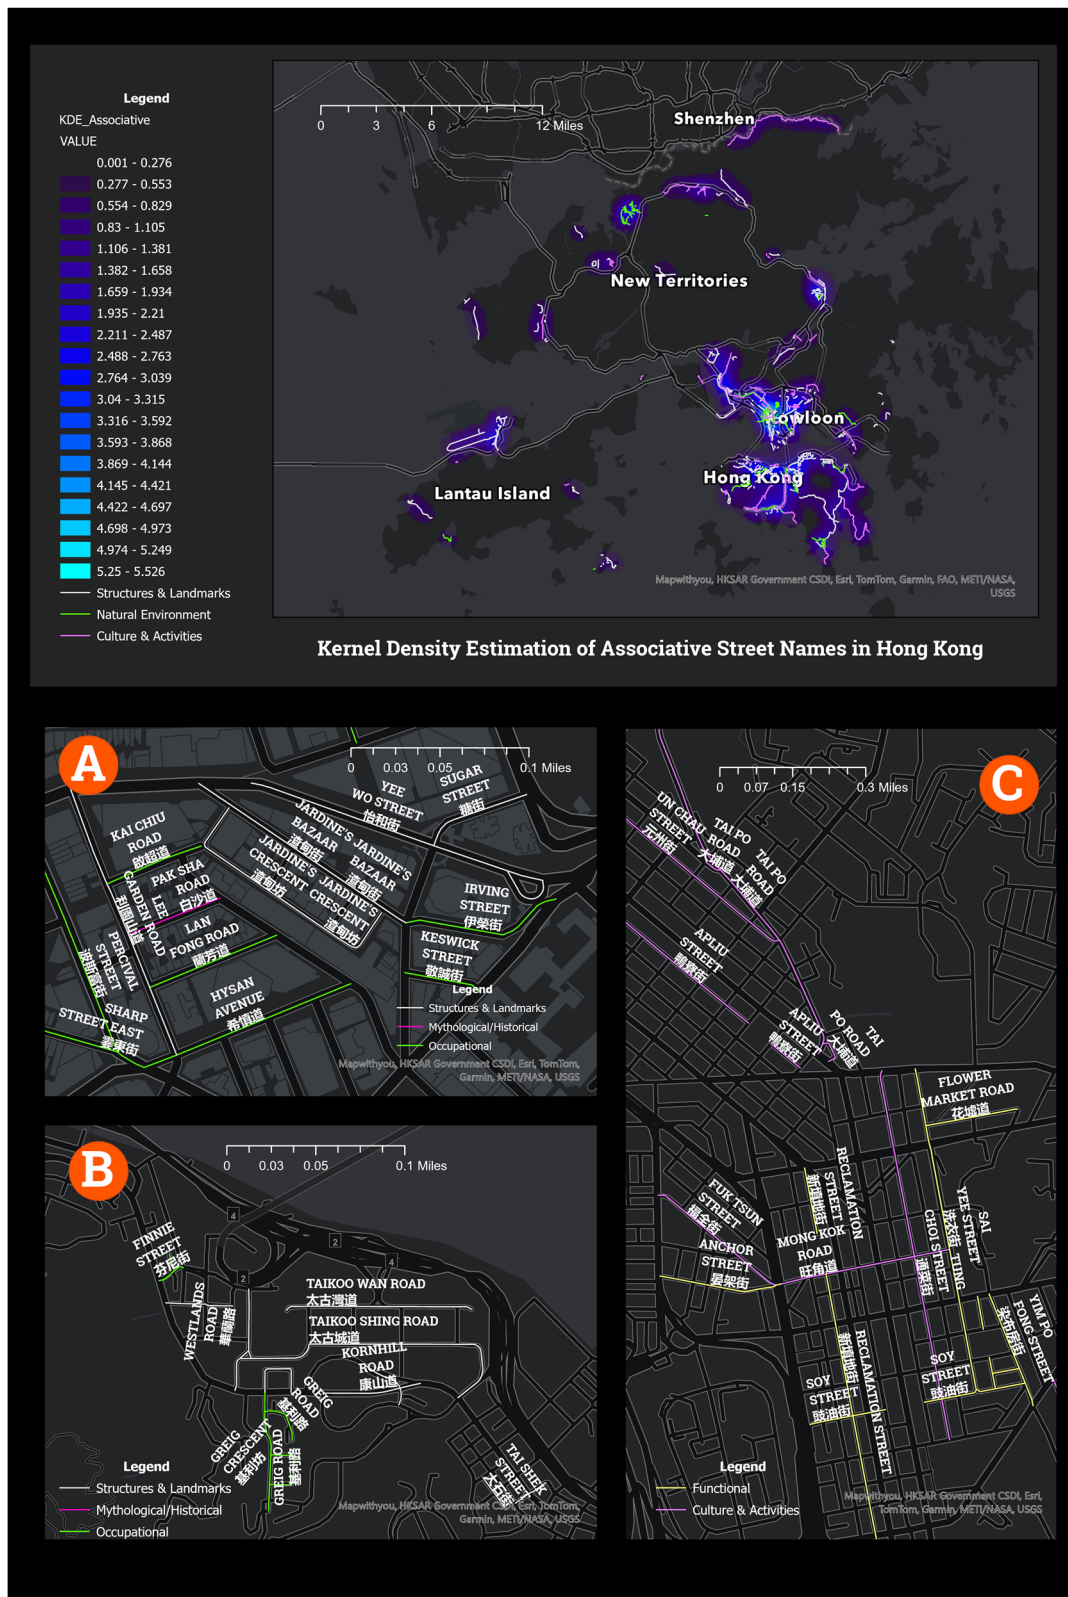 Legend
KDE_Associative
VALUE
0.001 - 0.276
0.277 - 0.553
0.554 - 0.829
0.83 - 1.105
1.106 - 1.381
1.382 - 1.658
1.659 - 1.934
1.935 - 2.21
2.211 - 2.487
2.488 - 2.763
2.764 - 3.039
3.04 - 3.315
3.316 - 3.592
3.593 - 3.868
3.869 - 4.144
4.145 - 4.421
4.422 - 4.697
4.698 - 4.973
4.974 - 5.249
5.25 - 5.526
Structures & Landmarks
Natural Environment
Culture & Activities
0 3 6 12 Miles
Shenzhen
New Territories
Kowloon
Hong Kong
Lantau Island
Mapwithyou, HKSAR Government CSDI, Esri, TomTom, Garmin, FAO, METI/NASA,
USGS
Kernel Density Estimation of Associative Street Names in Hong Kong
A
0 0.03 0.05 0.1 Miles
SUGAR
STREET
糖街
YEE
WO STREET
怡和街
JARDINE'S
BAZAAR
渣甸街
JARDINE'S
BAZAAR
渣甸街
JARDINE'S
CRESCENT
渣甸坊
JARDINE'S
CRESCENT
渣甸坊
KAI CHIU
ROAD
啟超道
PAK SHA
ROAD
白沙道
LEE
GARDEN ROAD
利園山道
LAN
FONG ROAD
蘭芳道
PERCIVAL
STREET
波斯富街
SHARP
STREET EAST
霎東街
HYSAN
AVENUE
希慎道
IRVING
STREET
伊榮街
KESWICK
STREET
敬誠街
Legend
Structures & Landmarks
Mythological/Historical
Occupational
Mapwithyou, HKSAR Government CSDI, Esri, TomTom,
Garmin, METI/NASA, USGS
B
0 0.03 0.05 0.1 Miles
4
2
4
2
FINNIE
STREET
芬尼街
WESTLANDS
ROAD
華蘭路
TAIKOO WAN ROAD
太古灣道
TAIKOO SHING ROAD
太古城道
KORNHILL
ROAD
康山道
GREIG
ROAD
基利路
GREIG
CRESCENT
基利坊
GREIG ROAD
基利路
TAI SHEK
STREET
大石街
Legend
Structures & Landmarks
Mythological/Historical
Occupational
Mapwithyou, HKSAR Government CSDI, Esri, TomTom,
Garmin, METI/NASA, USGS
C
0 0.07 0.15 0.3 Miles
UN CHAU
STREET
元州街
TAI PO
ROAD
大埔道
TAI PO
ROAD
大埔道
APLIU
STREET
鴨寮街
APLIU
STREET
鴨寮街
TAI
PO ROAD
大埔道
FLOWER
MARKET ROAD
花墟道
RECLAMATION
STREET
新填地街
FUK TSUN
STREET
福全街
ANCHOR
STREET
晏架街
MONG KOK
ROAD
旺角道
SAI
YEE STREET
洗衣街
TUNG
CHOI STREET
通菜街
YIM PO
FONG STREET
染布房街
SOY
STREET
豉油街
SOY
STREET
豉油街
RECLAMATION STREET
新填地街
Legend
Functional
Culture & Activities
Mapwithyou, HKSAR Government CSDI, Esri,
TomTom, Garmin, METI/NASA, USGS